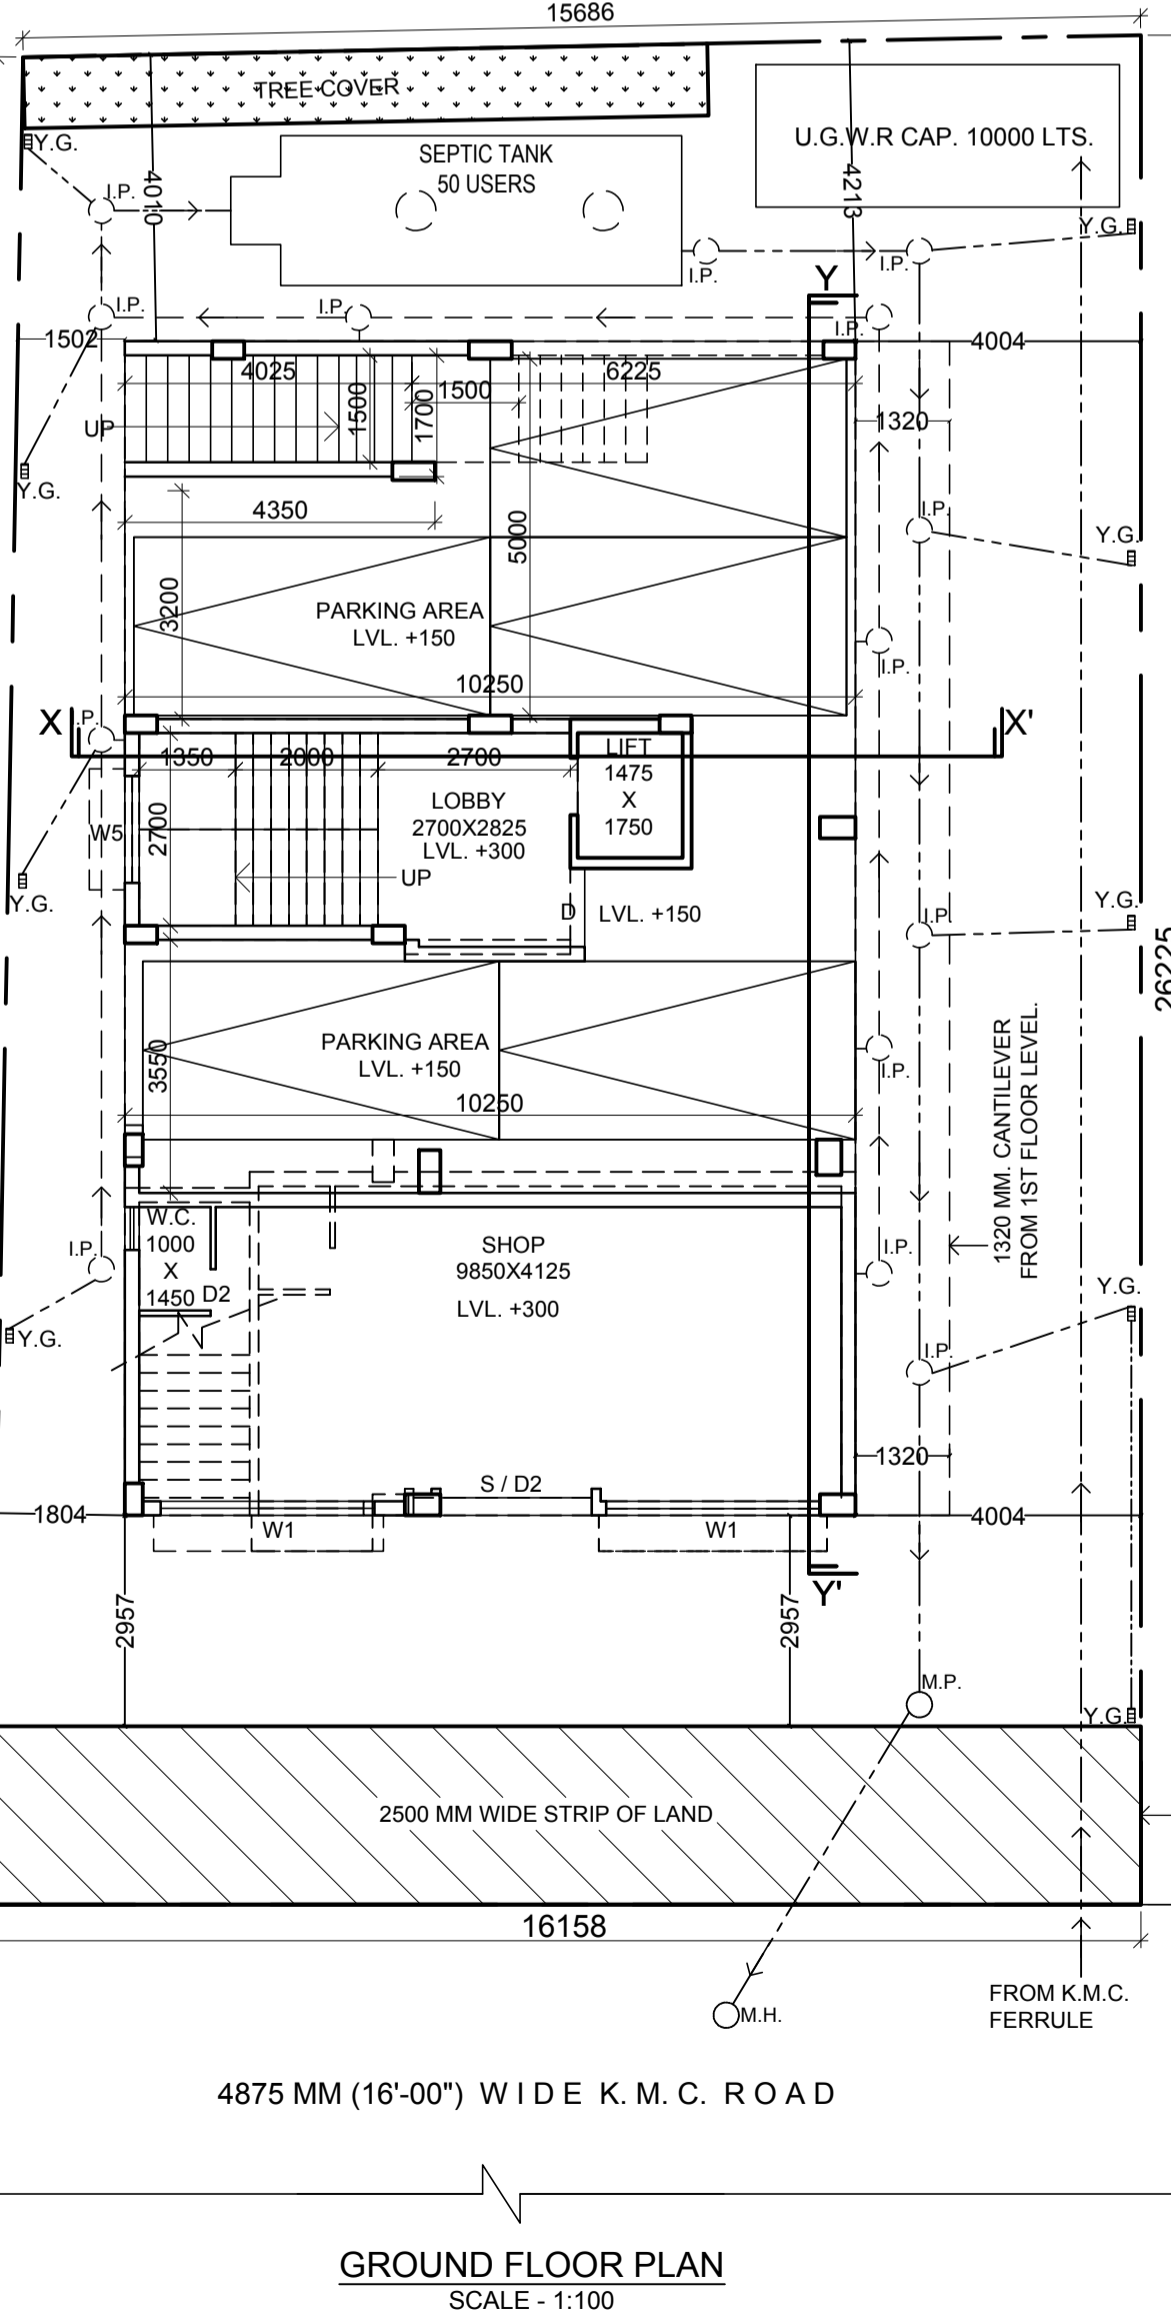 15686
TREE COVER
Y.G.
SEPTIC TANK
50 USERS
U.G.W.R CAP. 10000 LTS.
I.P.
4010
4213
Y.G.
I.P.
I.P.
Y
I.P.
I.P.
I.P.
1502
4004
4025
6225
1500
1500
1700
1320
UP
Y.G.
4350
I.P.
5000
Y.G.
3200
PARKING AREA
LVL. +150
I.P.
10250
X
I.P.
X'
1350
2000
2700
LIFT
1475
X
1750
LOBBY
2700X2825
LVL. +300
W5
2700
UP
Y.G.
D
LVL. +150
I.P.
Y.G.
26225
PARKING AREA
LVL. +150
3550
I.P.
10250
1320 MM. CANTILEVER
FROM 1ST FLOOR LEVEL.
W.C.
1000
X
1450
D2
I.P.
SHOP
9850X4125
LVL. +300
I.P.
Y.G.
Y.G.
I.P.
1320
S / D2
1804
W1
W1
4004
Y'
2957
2957
M.P.
Y.G.
2500 MM WIDE STRIP OF LAND
16158
M.H.
FROM K.M.C.
FERRULE
4875 MM (16'-00") WIDE K.M.C. ROAD
GROUND FLOOR PLAN
SCALE - 1:100